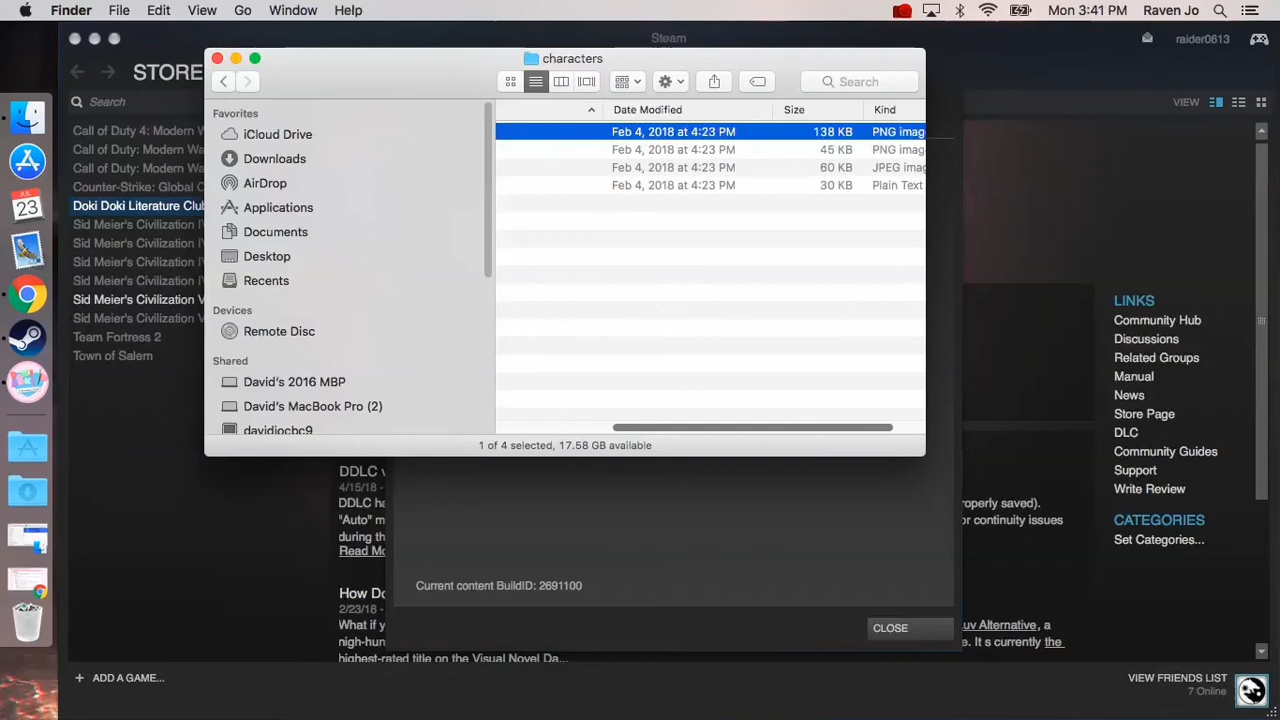 Finder File Edit View Go Window Help Mon 3:41 PM Raven Jo
Steam raider0613
STORE
Search VIEW
Call of Duty 4: Modern W
Call of Duty: Modern Wa
Call of Duty: Modern Wa
Counter-Strike: Global O
Doki Doki Literature Club
Sid Meier's Civilization IV
Sid Meier's Civilization IV
Sid Meier's Civilization IV
Sid Meier's Civilization IV
Sid Meier's Civilization V
Sid Meier's Civilization V
Team Fortress 2
Town of Salem
JUL
23
characters
Search
Favorites
iCloud Drive
Downloads
AirDrop
Applications
Documents
Desktop
Recents
Devices
Remote Disc
Shared
David's 2016 MBP
David's MacBook Pro (2)
davidjocbc9
Date Modified Size Kind
Feb 4, 2018 at 4:23 PM 138 KB PNG imag
Feb 4, 2018 at 4:23 PM 45 KB PNG imag
Feb 4, 2018 at 4:23 PM 60 KB JPEG imag
Feb 4, 2018 at 4:23 PM 30 KB Plain Text
1 of 4 selected, 17.58 GB available
LINKS
Community Hub
Discussions
Related Groups
Manual
News
Store Page
DLC
Community Guides
Support
Write Review
CATEGORIES
Set Categories...
DDLC v
4/15/18 -
DDLC ha
"Auto" m
during the
Read Mo
roperly saved).
or continuity issues
Current content BuildID: 2691100
CLOSE
How Do
2/23/18 -
What if y
high-hun
highest-rated title on the Visual Novel Da...
Luv Alternative, a
e. It s currently the
+ ADD A GAME...
VIEW FRIENDS LIST
7 Online